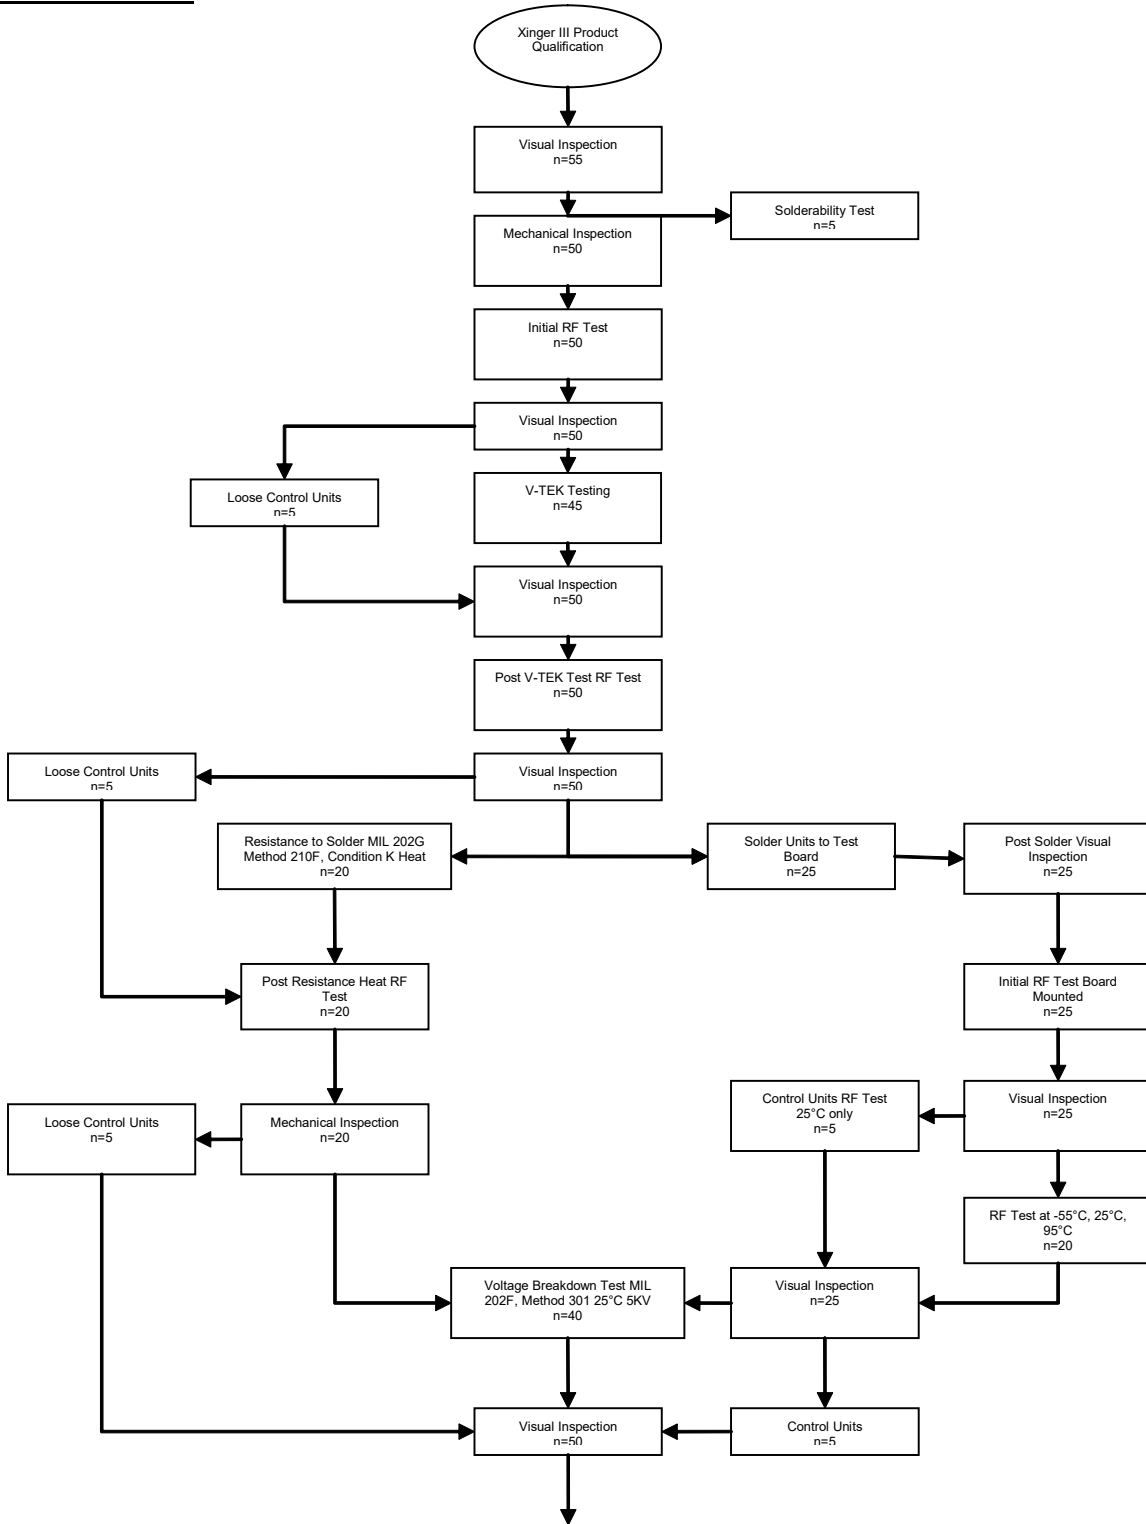 Xinger III Product
Qualification
Visual Inspection
n=55
Solderability Test
n=5
Mechanical Inspection
n=50
Initial RF Test
n=50
Visual Inspection
n=50
V-TEK Testing
n=45
Loose Control Units
n=5
Visual Inspection
n=50
Post V-TEK Test RF Test
n=50
Loose Control Units
n=5
Visual Inspection
n=50
Resistance to Solder MIL 202G
Method 210F, Condition K Heat
n=20
Solder Units to Test
Board
n=25
Post Solder Visual
Inspection
n=25
Post Resistance Heat RF
Test
n=20
Initial RF Test Board
Mounted
n=25
Loose Control Units
n=5
Mechanical Inspection
n=20
Control Units RF Test
25°C only
n=5
Visual Inspection
n=25
RF Test at -55°C, 25°C,
95°C
n=20
Voltage Breakdown Test MIL
202F, Method 301 25°C 5KV
n=40
Visual Inspection
n=25
Visual Inspection
n=50
Control Units
n=5